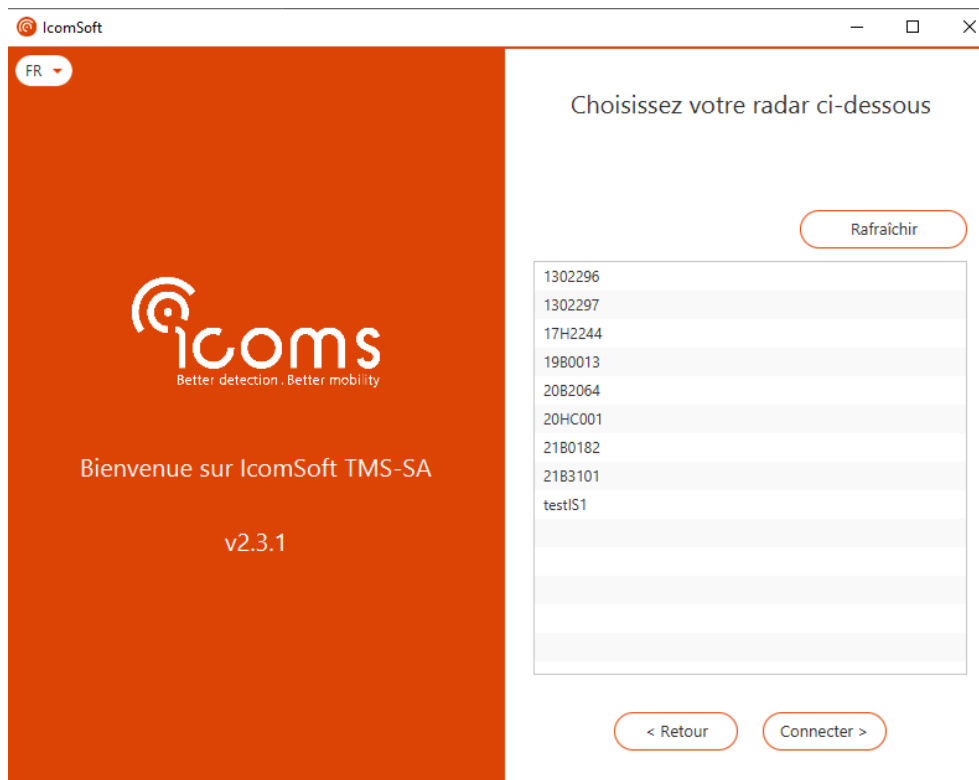 IcomSoft
FR
icoms
Better detection . Better mobility
Bienvenue sur IcomSoft TMS-SA
v2.3.1
Choisissez votre radar ci-dessous
Rafraîchir
1302296
1302297
17H2244
19B0013
20B2064
20HC001
21B0182
21B3101
testIS1
< Retour
Connecter >